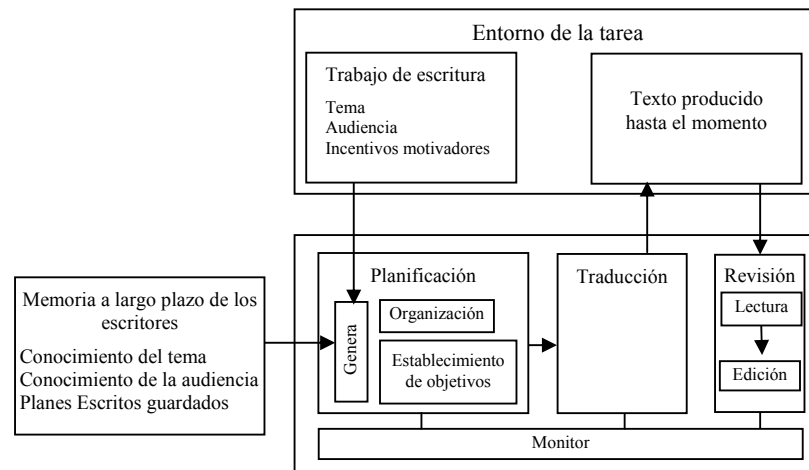 Entorno de la tarea
Trabajo de escritura
Tema
Audiencia
Incentivos motivadores
Texto producido
hasta el momento
Memoria a largo plazo de los
escritores
Conocimiento del tema
Conocimiento de la audiencia
Planes Escritos guardados
Planificación
Genera
Organización
Establecimiento
de objetivos
Traducción
Revisión
Lectura
Edición
Monitor